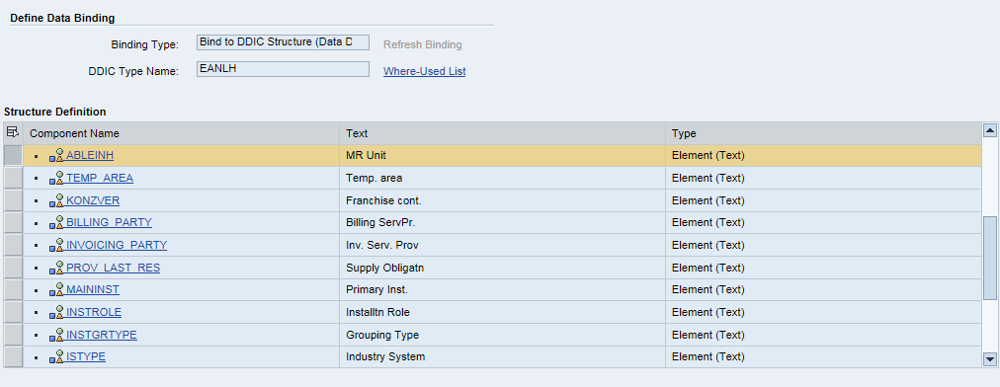 Define Data Binding
Binding Type: Bind to DDIC Structure (Data D Refresh Binding
DDIC Type Name: EANLH Where-Used List
Structure Definition
Component Name Text Type
ABLEINH MR Unit Element (Text)
TEMP_AREA Temp. area Element (Text)
KONZVER Franchise cont. Element (Text)
BILLING_PARTY Billing ServPr. Element (Text)
INVOICING_PARTY Inv. Serv. Prov Element (Text)
PROV_LAST_RES Supply Obligatn Element (Text)
MAININST Primary Inst. Element (Text)
INSTROLE Installtn Role Element (Text)
INSTGRTYPE Grouping Type Element (Text)
ISTYPE Industry System Element (Text)